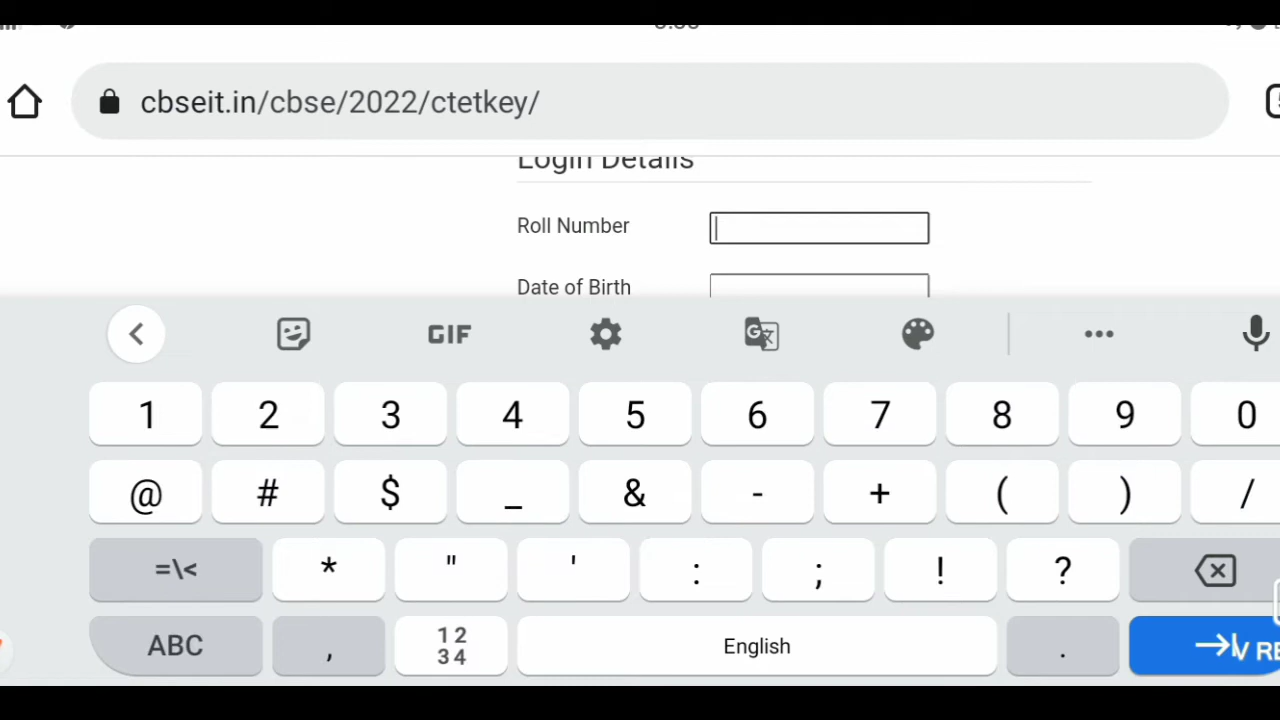 cbseit.in/cbse/2022/ctetkey/
Login Details
Roll Number
Date of Birth
GIF
1 2 3 4 5 6 7 8 9 0
@ # $ _ & - + ( ) /
=\< * " ' : ; ! ?
ABC , 12 34 English .